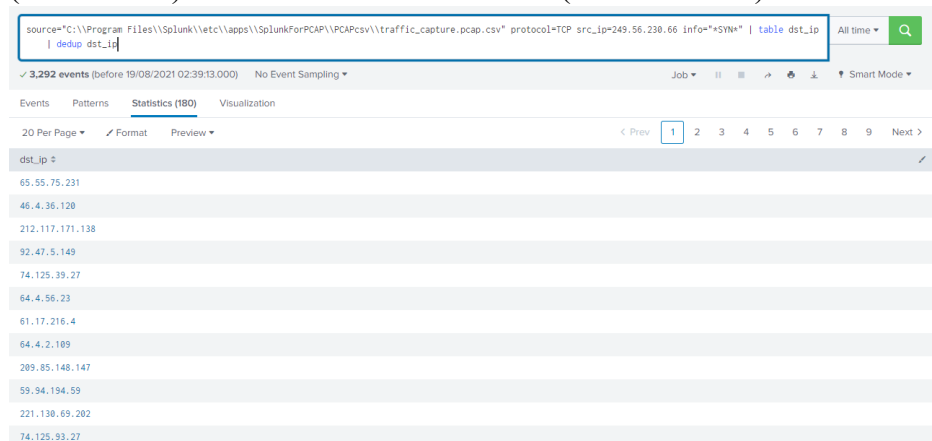 source="C:\\Program Files\\Splunk\\etc\\apps\\SplunkForPCAP\\PCAPcsv\\traffic_capture.pcap.csv" protocol=TCP src_ip=249.56.230.66 info="*SYN*" | table dst_ip
| dedup dst_ip
All time
✓ 3,292 events (before 19/08/2021 02:39:13.000) No Event Sampling Job Smart Mode
Events Patterns Statistics (180) Visualization
20 Per Page Format Preview < Prev 1 2 3 4 5 6 7 8 9 Next >
dst_ip
65.55.75.231
46.4.36.120
212.117.171.138
92.47.5.149
74.125.39.27
64.4.56.23
61.17.216.4
64.4.2.109
209.85.148.147
59.94.194.59
221.130.69.202
74.125.93.27